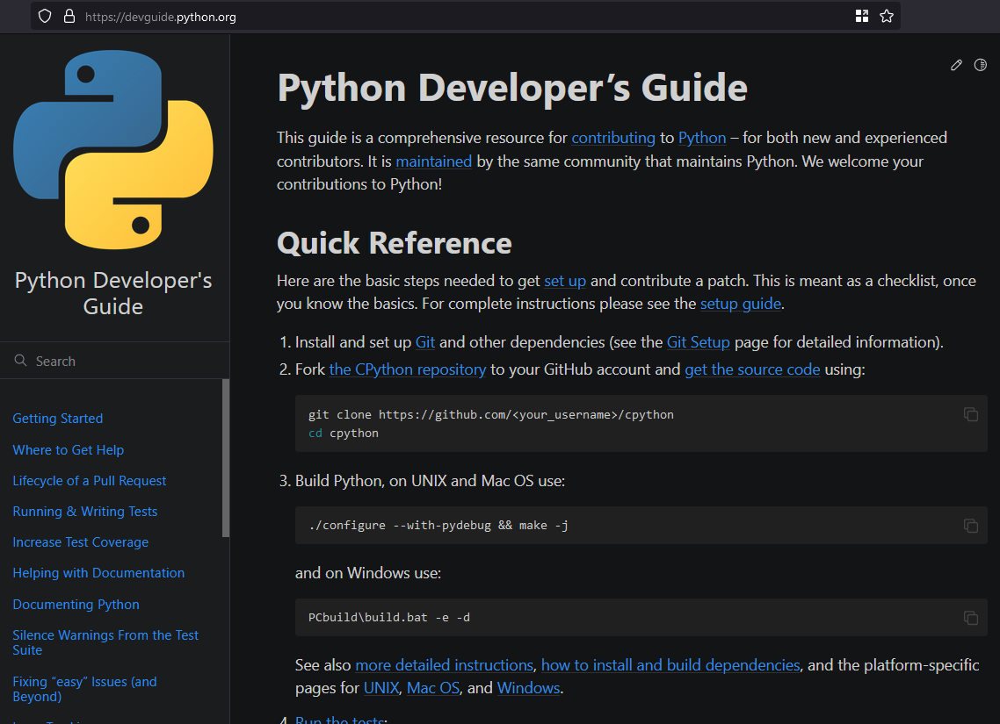 https://devguide.python.org
Python Developer's
Guide
Search
Getting Started
Where to Get Help
Lifecycle of a Pull Request
Running & Writing Tests
Increase Test Coverage
Helping with Documentation
Documenting Python
Silence Warnings From the Test
Suite
Fixing “easy” Issues (and
Beyond)
Python Developer’s Guide
This guide is a comprehensive resource for contributing to Python – for both new and experienced
contributors. It is maintained by the same community that maintains Python. We welcome your
contributions to Python!
Quick Reference
Here are the basic steps needed to get set up and contribute a patch. This is meant as a checklist, once
you know the basics. For complete instructions please see the setup guide.
1. Install and set up Git and other dependencies (see the Git Setup page for detailed information).
2. Fork the CPython repository to your GitHub account and get the source code using:
git clone https://github.com/<your_username>/cpython
cd cpython
3. Build Python, on UNIX and Mac OS use:
./configure --with-pydebug && make -j
and on Windows use:
PCbuild\build.bat -e -d
See also more detailed instructions, how to install and build dependencies, and the platform-specific
pages for UNIX, Mac OS, and Windows.
4. Run the tests: